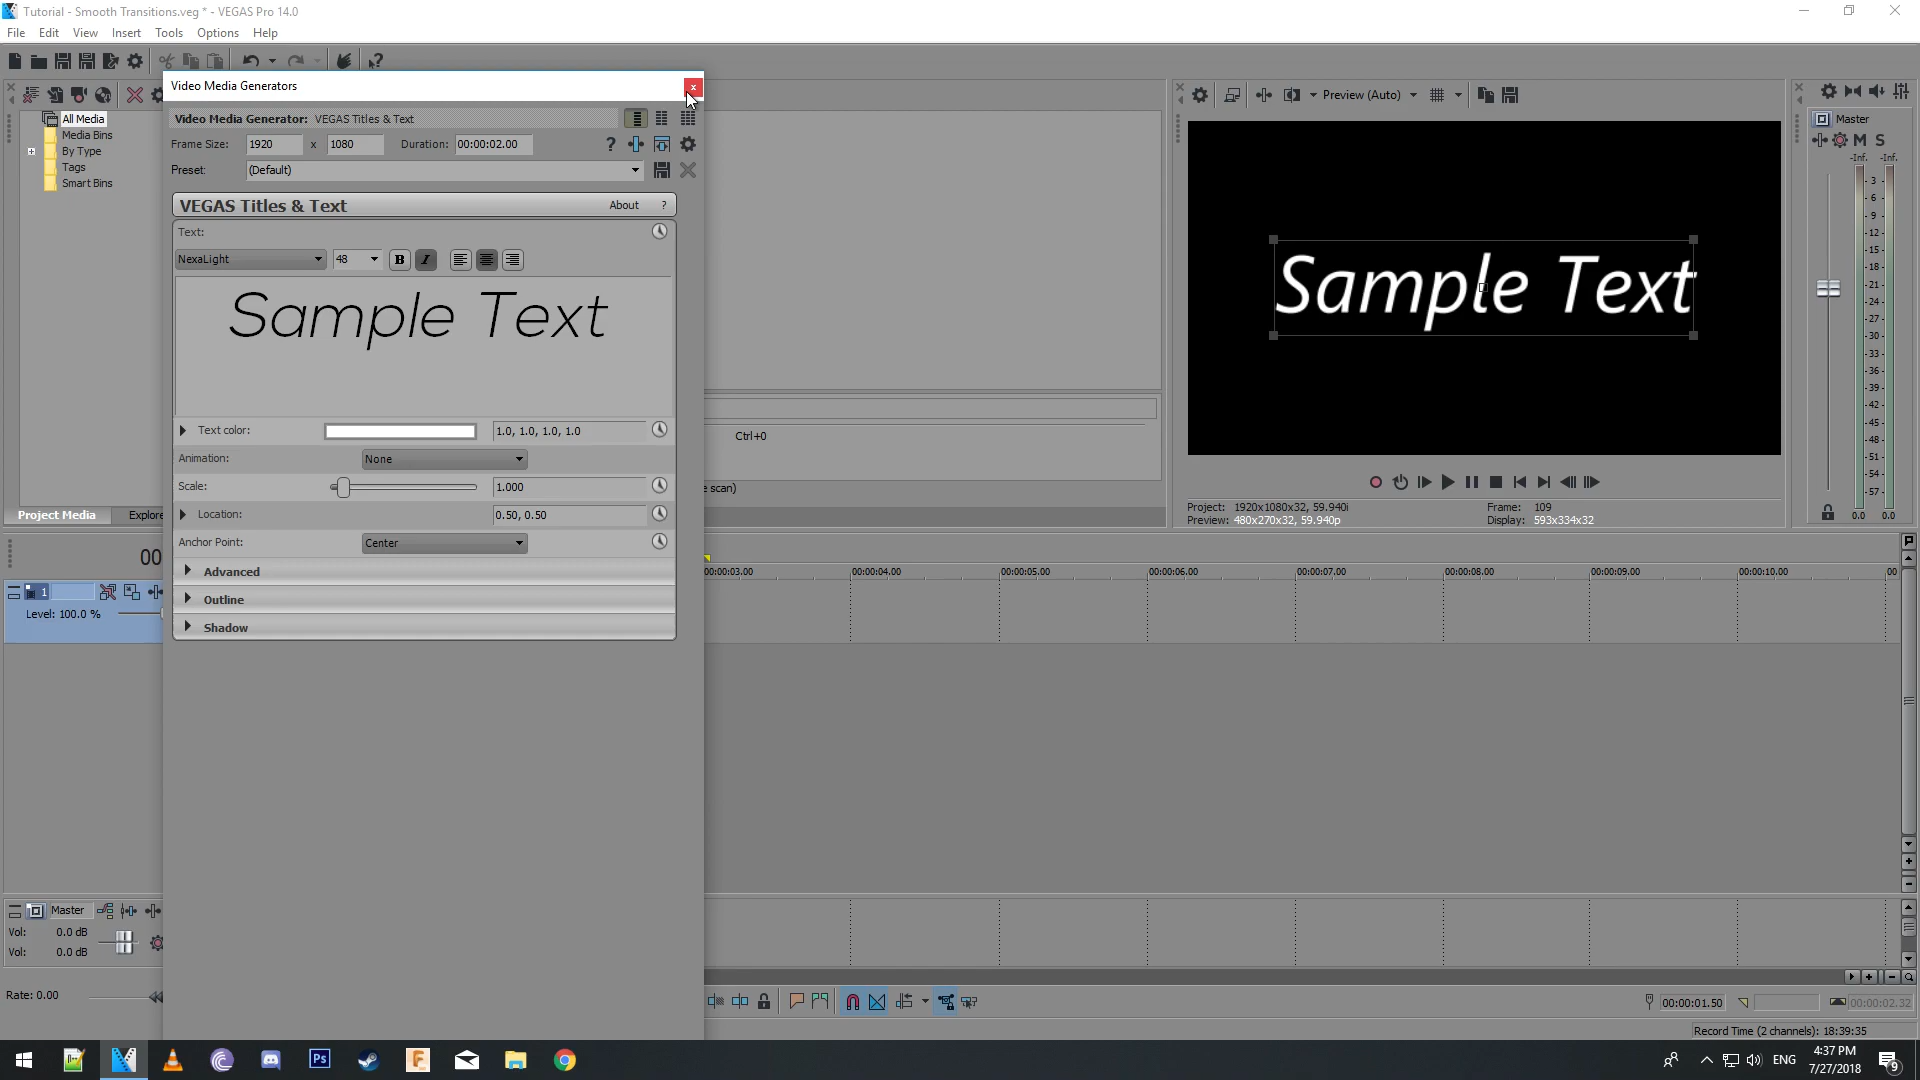 Tutorial - Smooth Transitions.veg * - VEGAS Pro 14.0
File Edit View Insert Tools Options Help
Video Media Generators
Video Media Generator: VEGAS Titles & Text
Frame Size: 1920 x 1080 Duration: 00:00:02.00
Preset: (Default)
VEGAS Titles & Text About ?
Text:
NexaLight 48 B I
Sample Text
Text color: 1.0, 1.0, 1.0, 1.0
Animation: None
Scale: 1.000
Location: 0.50, 0.50
Anchor Point: Center
Advanced
Outline
Shadow
All Media
Media Bins
By Type
Tags
Smart Bins
Project Media Explore
Ctrl+0
e scan)
Preview (Auto)
Sample Text
Project: 1920x1080x32, 59.940i Frame: 109
Preview: 480x270x32, 59.940p Display: 593x334x32
Master
M S
-Inf. -Inf.
- 3 -
- 6 -
- 9 -
-12-
-15-
-18-
-21-
-24-
-27-
-30-
-33-
-36-
-39-
-42-
-45-
-48-
-51-
-54-
-57-
0.0 0.0
00
00:00:03.00 00:00:04.00 00:00:05.00 00:00:06.00 00:00:07.00 00:00:08.00 00:00:09.00 00:00:10.00 00
1
Level: 100.0 %
Master
Vol: 0.0 dB
Vol: 0.0 dB
Rate: 0.00
00:00:01.50 00:00:02.32
Record Time (2 channels): 18:39:35
Ps
ENG 4:37 PM
7/27/2018
9